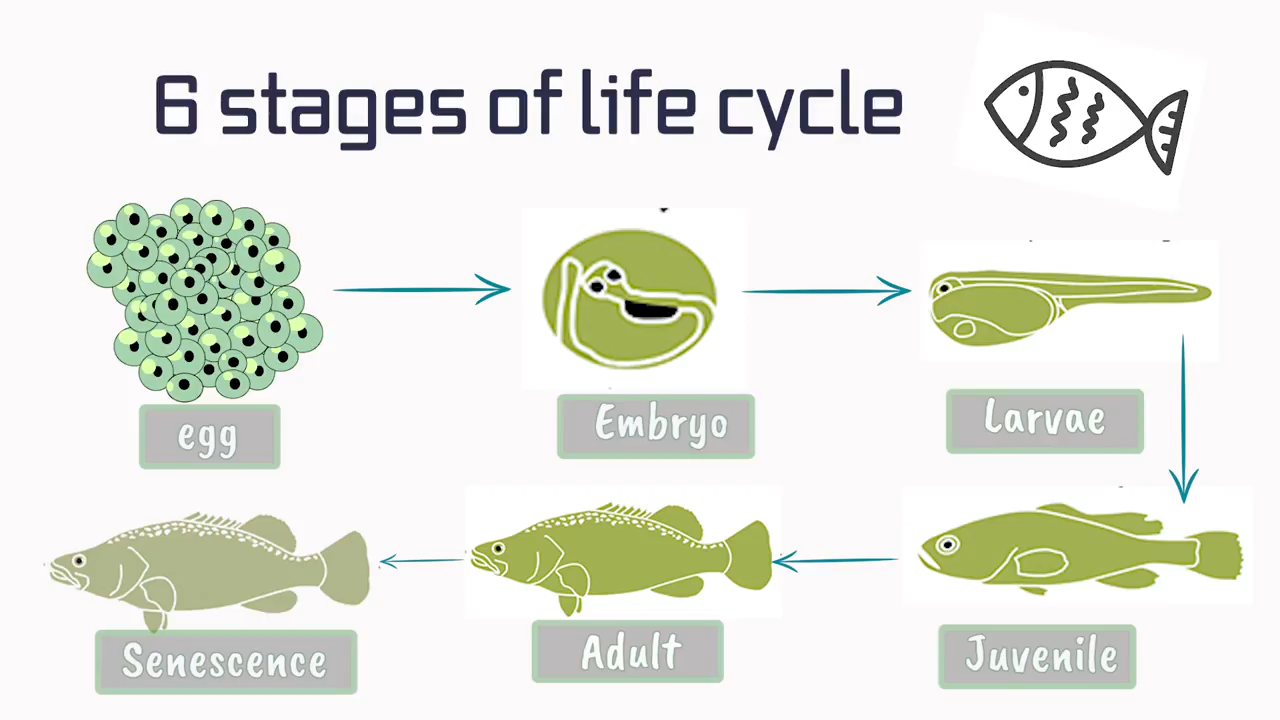 6 stages of life cycle
egg
Embryo
Larvae
Senescence
Adult
Juvenile